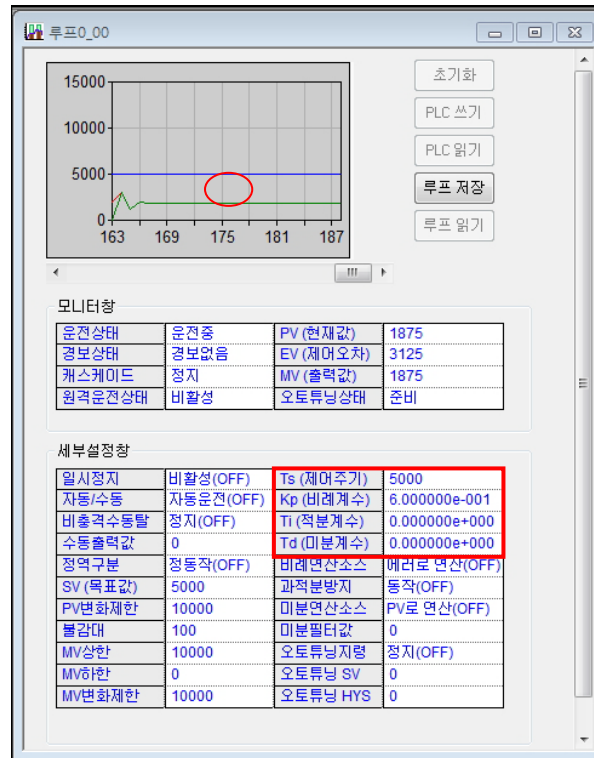 루프0_00
초기화
PLC 쓰기
PLC 읽기
루프 저장
루프 읽기
15000
10000
5000
0
163 169 175 181 187
모니터창
운전상태 운전중 PV (현재값) 1875
경보상태 경보없음 EV (제어오차) 3125
캐스케이드 정지 MV (출력값) 1875
원격운전상태 비활성 오토튜닝상태 준비
세부설정창
일시정지 비활성(OFF) Ts (제어주기) 5000
자동/수동 자동운전(OFF) Kp (비례계수) 6.000000e-001
비충격수동탈 정지(OFF) Ti (적분계수) 0.000000e+000
수동출력값 0 Td (미분계수) 0.000000e+000
정역구분 정동작(OFF) 비례연산소스 에러로 연산(OFF)
SV (목표값) 5000 과적분방지 동작(OFF)
PV변화제한 10000 미분연산소스 PV로 연산(OFF)
불감대 100 미분필터값 0
MV상한 10000 오토튜닝지령 정지(OFF)
MV하한 0 오토튜닝 SV 0
MV변화제한 10000 오토튜닝 HYS 0